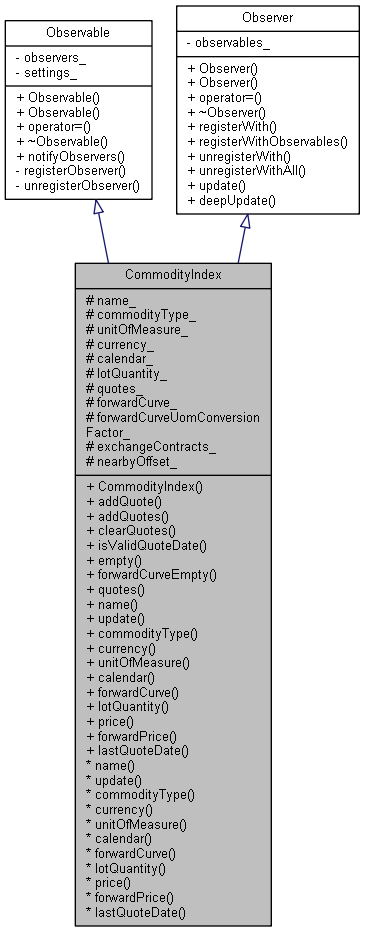 Observable
- observers_
- settings_
+ Observable()
+ Observable()
+ operator=()
+ ~Observable()
+ notifyObservers()
- registerObserver()
- unregisterObserver()
Observer
- observables_
+ Observer()
+ Observer()
+ operator=()
+ ~Observer()
+ registerWith()
+ registerWithObservables()
+ unregisterWith()
+ unregisterWithAll()
+ update()
+ deepUpdate()
CommodityIndex
# name_
# commodityType_
# unitOfMeasure_
# currency_
# calendar_
# lotQuantity_
# quotes_
# forwardCurve_
# forwardCurveUomConversion
Factor_
# exchangeContracts_
# nearbyOffset_
+ CommodityIndex()
+ addQuote()
+ addQuotes()
+ clearQuotes()
+ isValidQuoteDate()
+ empty()
+ forwardCurveEmpty()
+ quotes()
+ name()
+ update()
+ commodityType()
+ currency()
+ unitOfMeasure()
+ calendar()
+ forwardCurve()
+ lotQuantity()
+ price()
+ forwardPrice()
+ lastQuoteDate()
* name()
* update()
* commodityType()
* currency()
* unitOfMeasure()
* calendar()
* forwardCurve()
* lotQuantity()
* price()
* forwardPrice()
* lastQuoteDate()